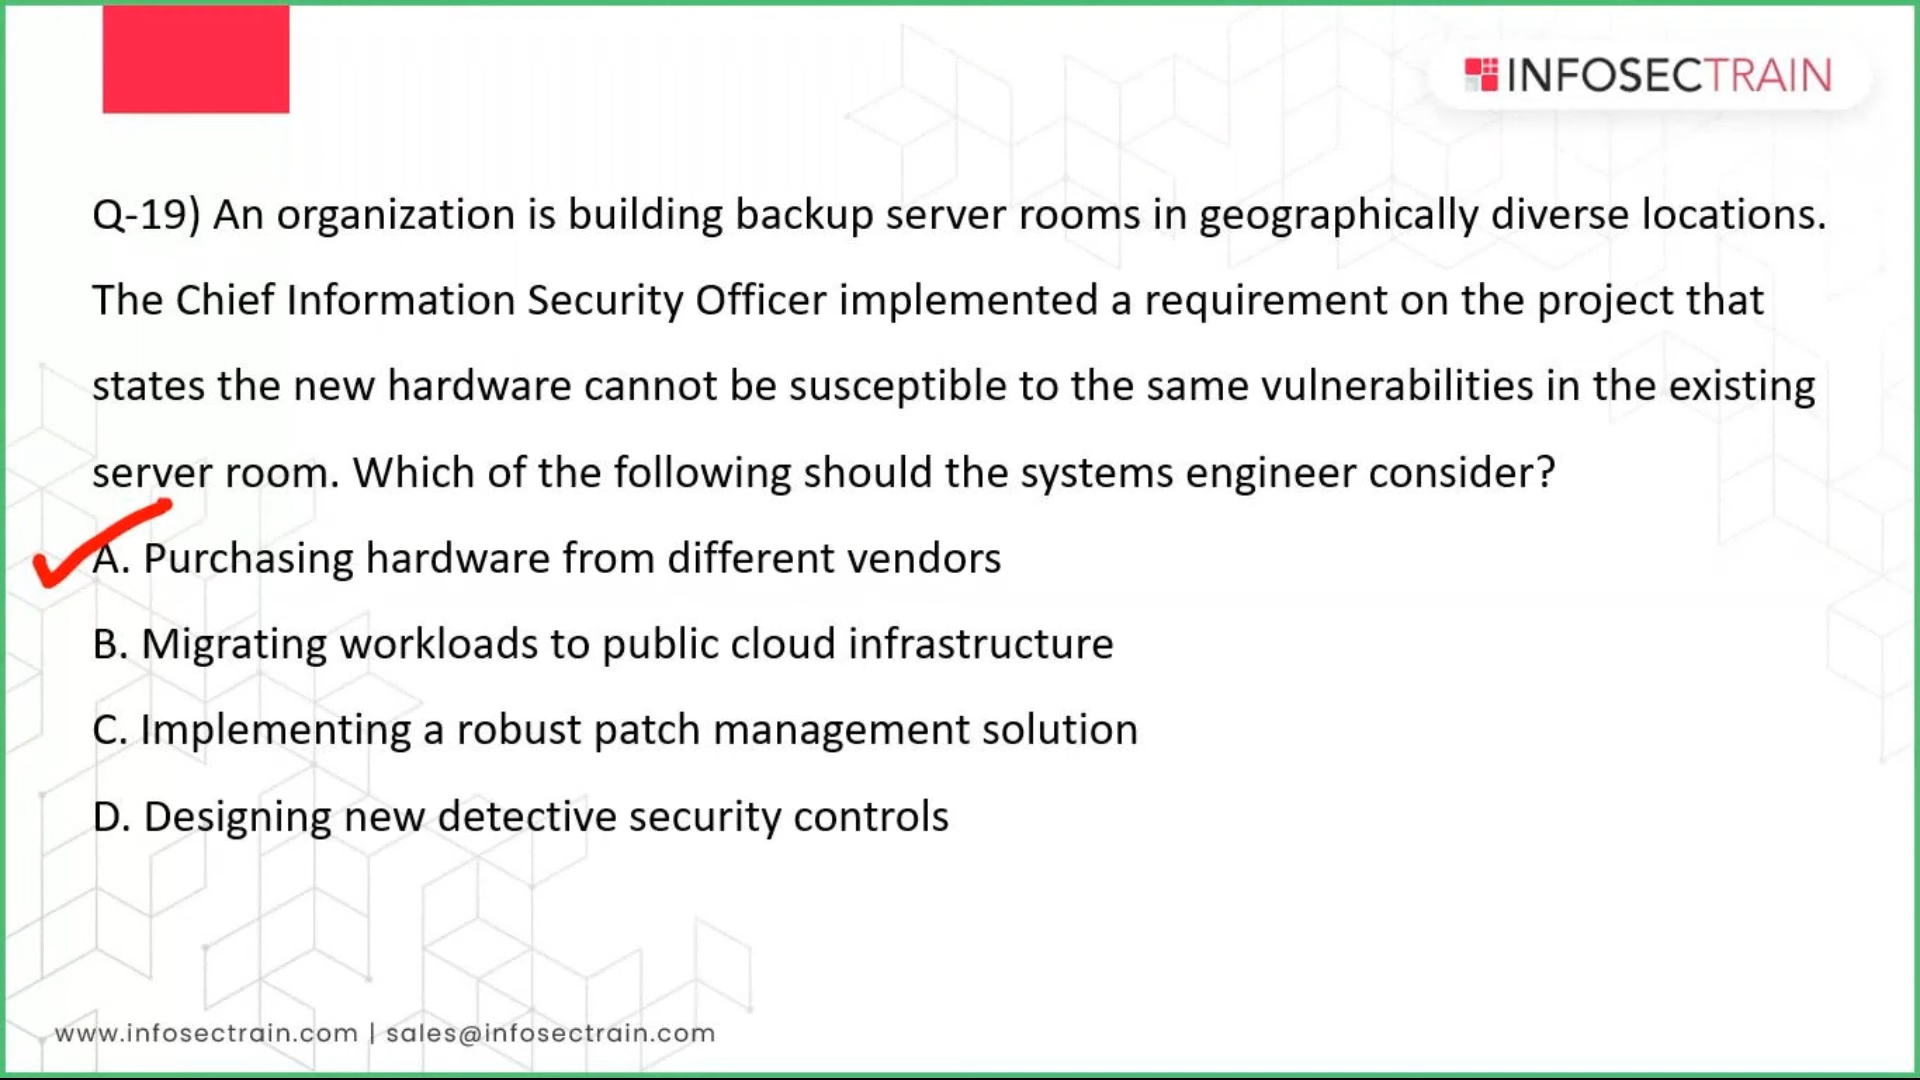 INFOSECTRAIN
Q-19) An organization is building backup server rooms in geographically diverse locations.
The Chief Information Security Officer implemented a requirement on the project that
states the new hardware cannot be susceptible to the same vulnerabilities in the existing
server room. Which of the following should the systems engineer consider?
A. Purchasing hardware from different vendors
B. Migrating workloads to public cloud infrastructure
C. Implementing a robust patch management solution
D. Designing new detective security controls
www.infosectrain.com | sales@infosectrain.com